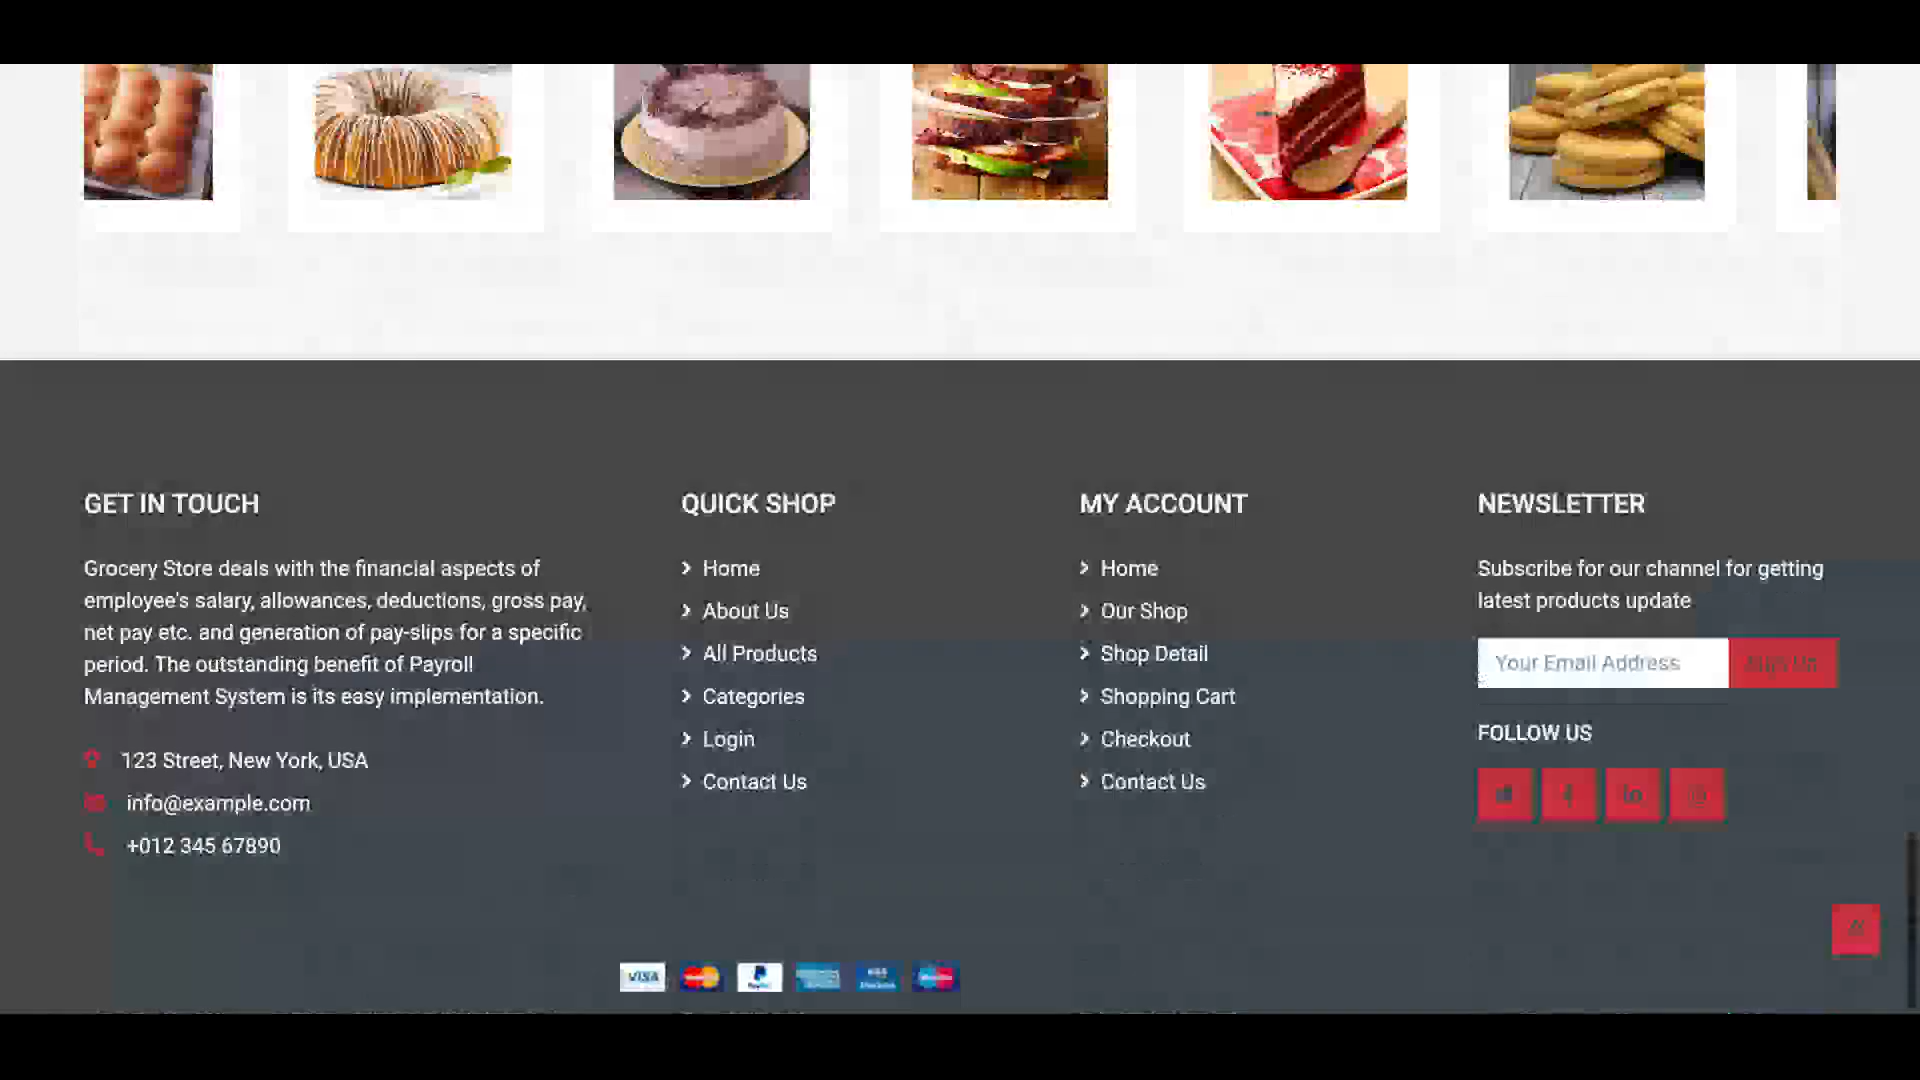 GET IN TOUCH
Grocery Store deals with the financial aspects of
employee's salary, allowances, deductions, gross pay,
net pay etc. and generation of pay-slips for a specific
period. The outstanding benefit of Payroll
Management System is its easy implementation.
123 Street, New York, USA
info@example.com
+012 345 67890
QUICK SHOP
Home
About Us
All Products
Categories
Login
Contact Us
MY ACCOUNT
Home
Our Shop
Shop Detail
Shopping Cart
Checkout
Contact Us
NEWSLETTER
Subscribe for our channel for getting
latest products update
Your Email Address
Sign Up
FOLLOW US
VISA
PayPal